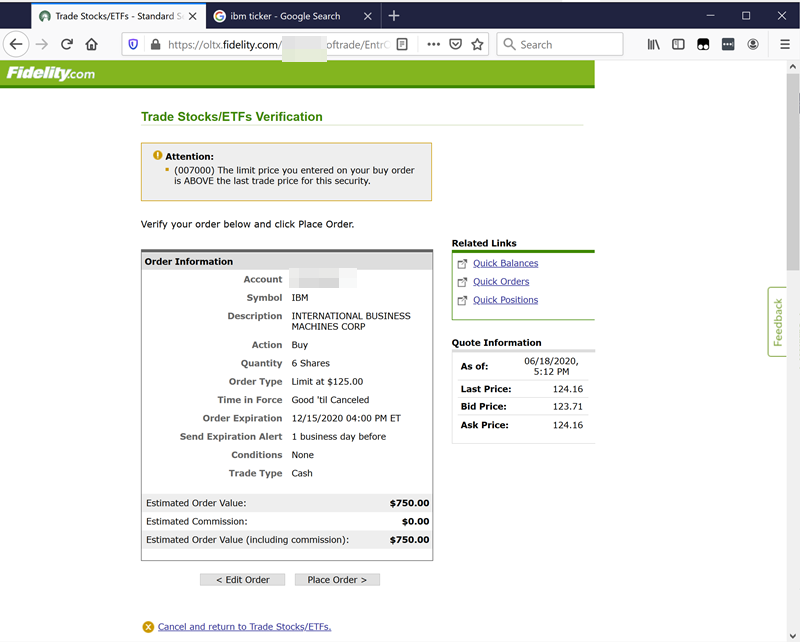 Trade Stocks/ETFs - Standard S
ibm ticker - Google Search
https://oltx.fidelity.com/ oftrade/EntrO
Search
Fidelity.com
Trade Stocks/ETFs Verification
Attention:
(007000) The limit price you entered on your buy order
is ABOVE the last trade price for this security.
Verify your order below and click Place Order.
Order Information
Account
Symbol IBM
Description INTERNATIONAL BUSINESS
MACHINES CORP
Action Buy
Quantity 6 Shares
Order Type Limit at $125.00
Time in Force Good 'til Canceled
Order Expiration 12/15/2020 04:00 PM ET
Send Expiration Alert 1 business day before
Conditions None
Trade Type Cash
Estimated Order Value: $750.00
Estimated Commission: $0.00
Estimated Order Value (including commission): $750.00
< Edit Order
Place Order >
Cancel and return to Trade Stocks/ETFs.
Related Links
Quick Balances
Quick Orders
Quick Positions
Quote Information
As of: 06/18/2020,
5:12 PM
Last Price: 124.16
Bid Price: 123.71
Ask Price: 124.16
Feedback